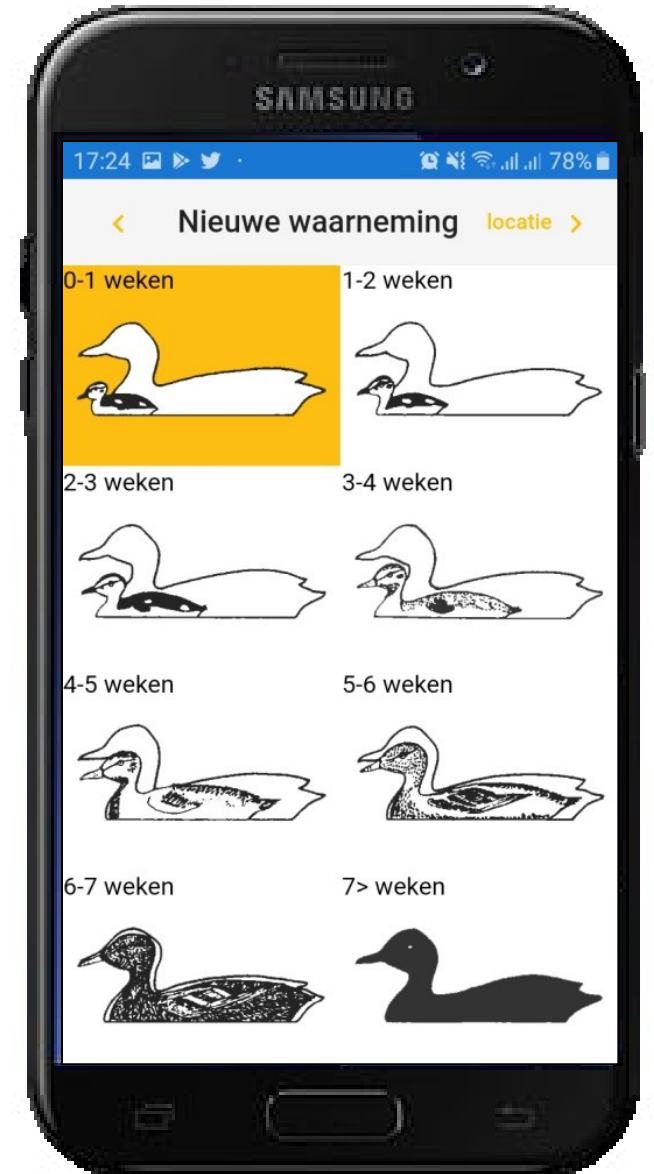 SAMSUNG
17:24 78%
Nieuwe waarneming locatie
0-1 weken 1-2 weken
2-3 weken 3-4 weken
4-5 weken 5-6 weken
6-7 weken 7> weken